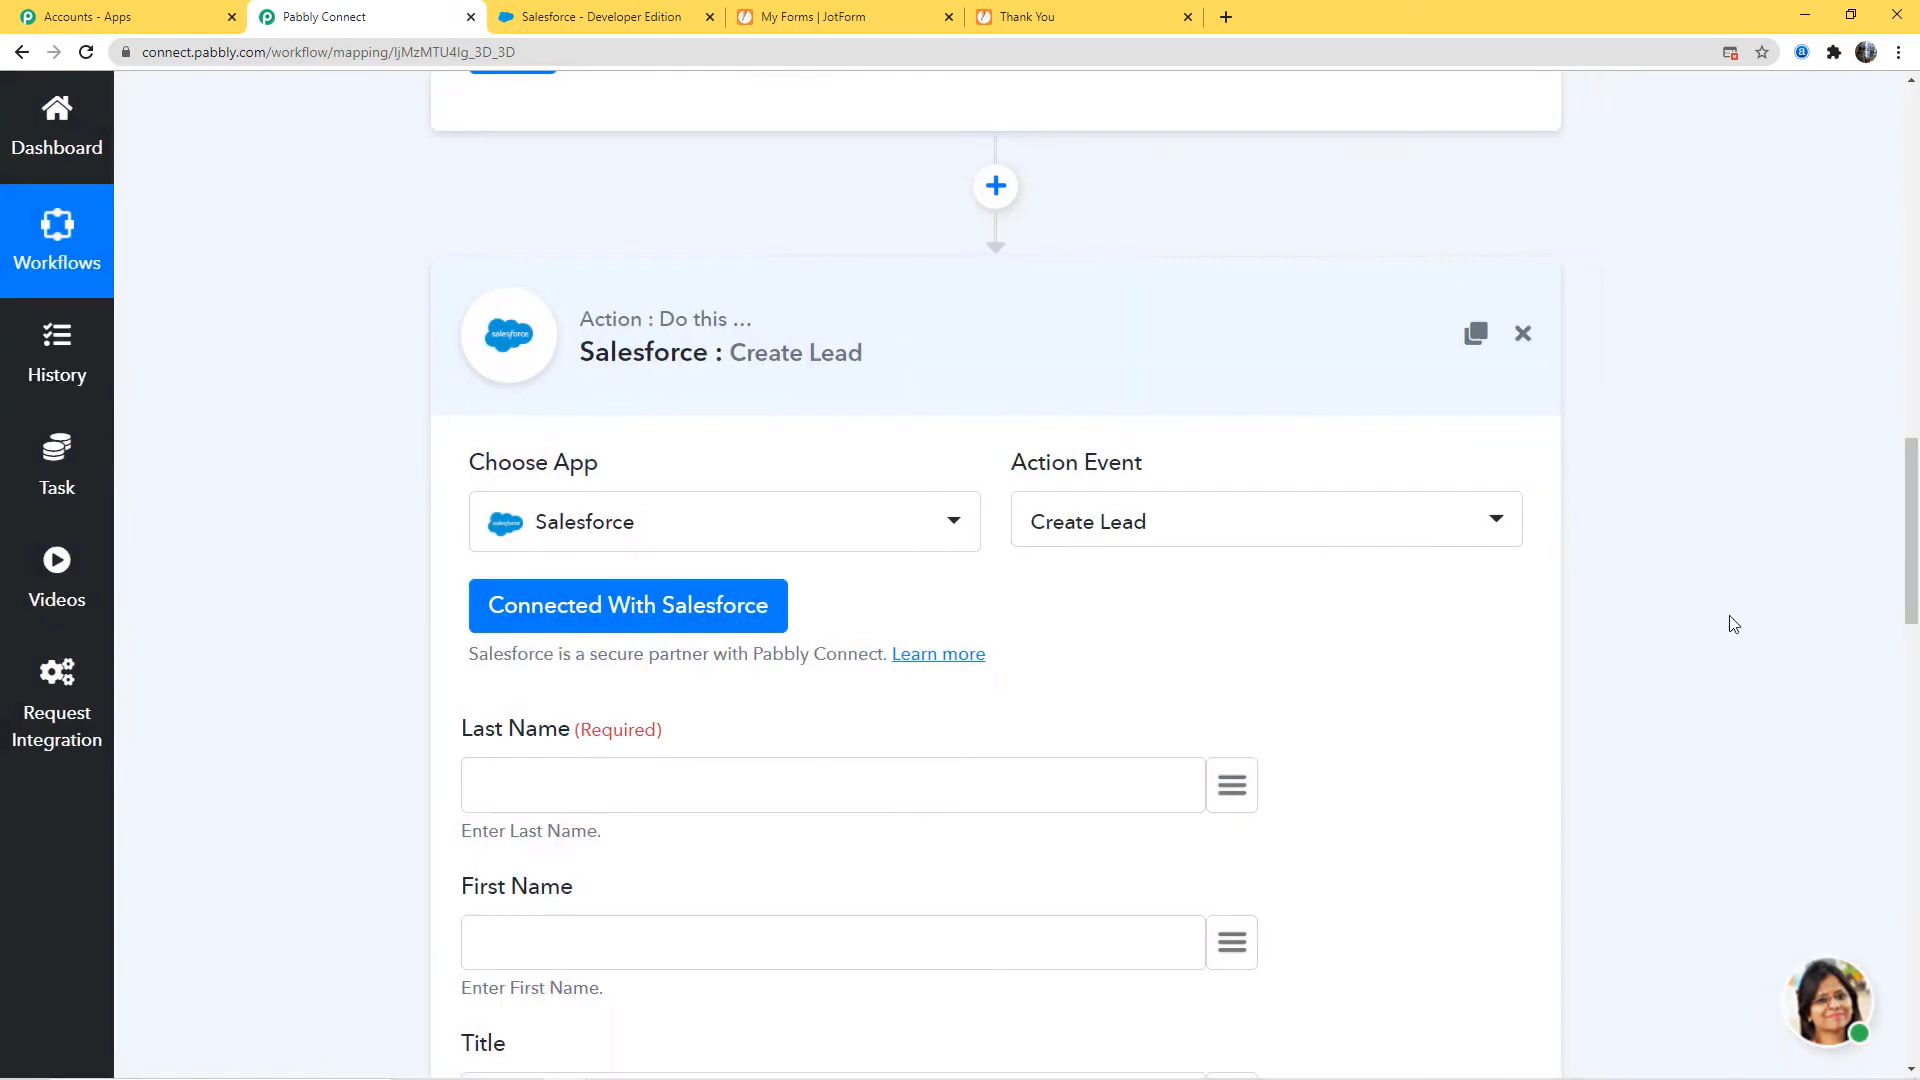 Accounts - Apps
Pabbly Connect
Salesforce - Developer Edition
My Forms | JotForm
Thank You
connect.pabbly.com/workflow/mapping/IjMzMTU4Ig_3D_3D
Dashboard
Workflows
History
Task
Videos
Request
Integration
salesforce
Action : Do this ...
Salesforce : Create Lead
Choose App
Action Event
salesforce
Salesforce
Create Lead
Connected With Salesforce
Salesforce is a secure partner with Pabbly Connect. Learn more
Last Name (Required)
Enter Last Name.
First Name
Enter First Name.
Title